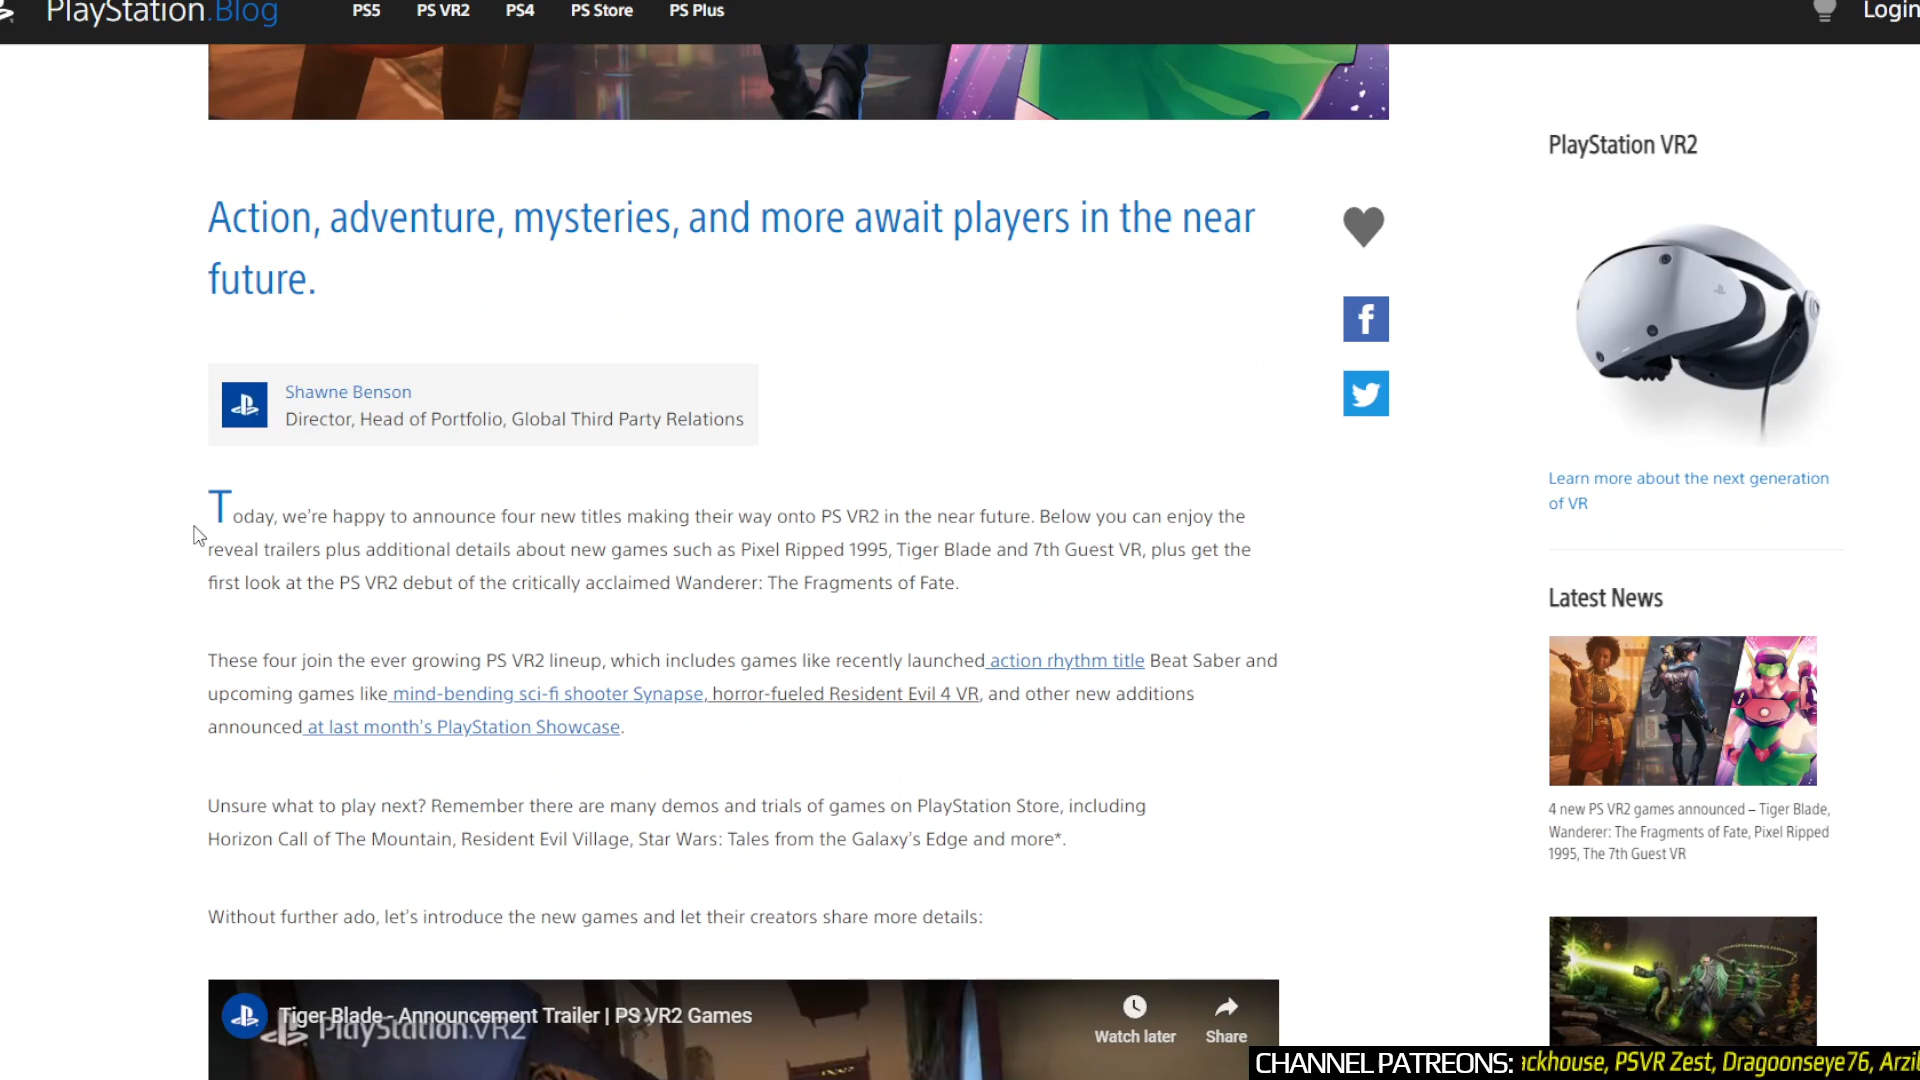 PlayStation.Blog
PS5 PS VR2 PS4 PS Store PS Plus
Login
Action, adventure, mysteries, and more await players in the near
future.
Shawne Benson
Director, Head of Portfolio, Global Third Party Relations
Today, we're happy to announce four new titles making their way onto PS VR2 in the near future. Below you can enjoy the
reveal trailers plus additional details about new games such as Pixel Ripped 1995, Tiger Blade and 7th Guest VR, plus get the
first look at the PS VR2 debut of the critically acclaimed Wanderer: The Fragments of Fate.
These four join the ever growing PS VR2 lineup, which includes games like recently launched action rhythm title Beat Saber and
upcoming games like mind-bending sci-fi shooter Synapse, horror-fueled Resident Evil 4 VR, and other new additions
announced at last month's PlayStation Showcase.
Unsure what to play next? Remember there are many demos and trials of games on PlayStation Store, including
Horizon Call of The Mountain, Resident Evil Village, Star Wars: Tales from the Galaxy's Edge and more*.
Without further ado, let's introduce the new games and let their creators share more details:
Tiger Blade - Announcement Trailer | PS VR2 Games
PlayStation.VR2
Watch later
Share
PlayStation VR2
Learn more about the next generation
of VR
Latest News
4 new PS VR2 games announced – Tiger Blade,
Wanderer: The Fragments of Fate, Pixel Ripped
1995, The 7th Guest VR
CHANNEL PATREONS: ackhouse, PSVR Zest, Dragoonseye76,